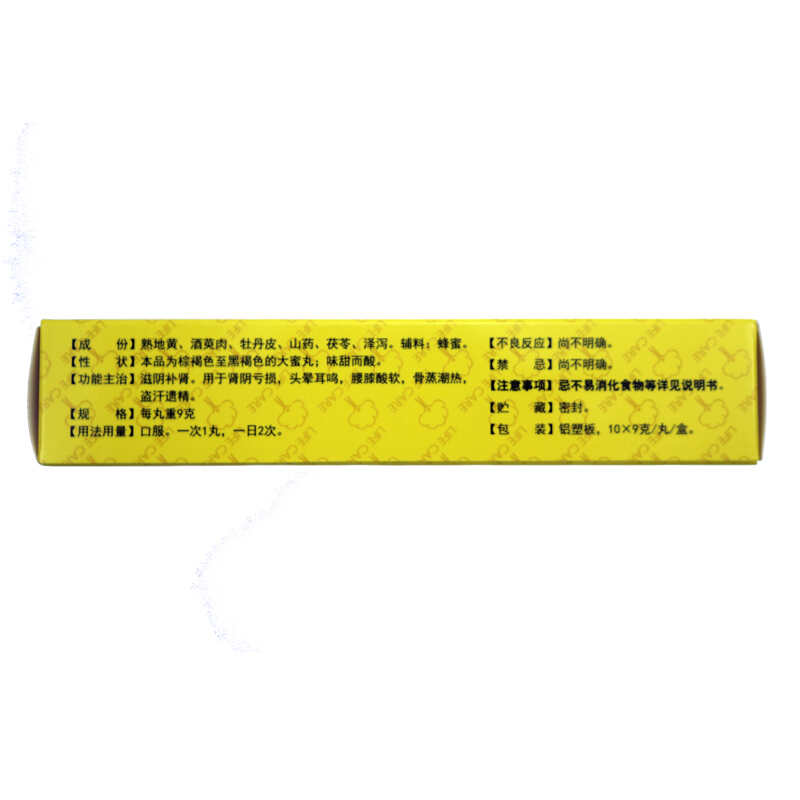 【成 份】熟地黄、酒萸肉、牡丹皮、山药、茯苓、泽泻。辅料：蜂蜜。
【性 状】本品为棕褐色至黑褐色的大蜜丸；味甜而酸。
【功能主治】滋阴补肾。用于肾阴亏损，头晕耳鸣，腰膝酸软，骨蒸潮热，
盗汗遗精。
【规 格】每丸重9克
【用法用量】口服。一次1丸，一日2次。
【不良反应】尚不明确。
【禁 忌】尚不明确。
【注意事项】忌不易消化食物等详见说明书。
【贮 藏】密封。
【包 装】铝塑板，10×9克/丸/盒。
LIFE CARE